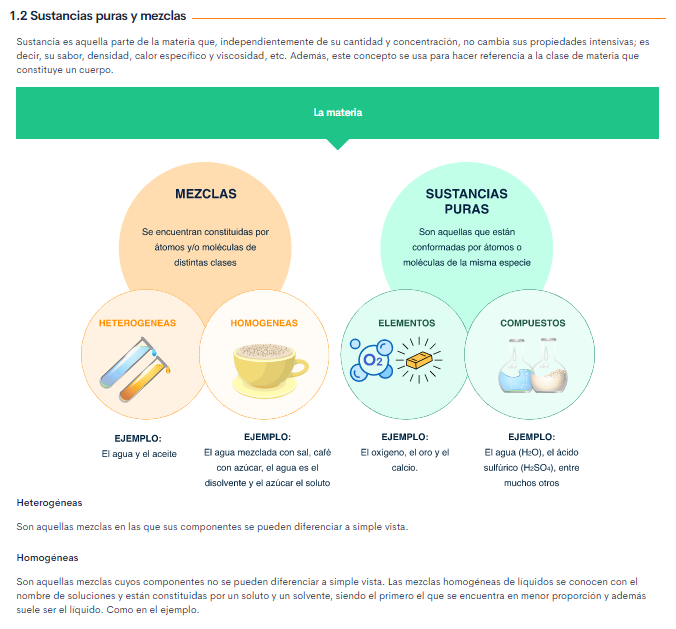 1.2 Sustancias puras y mezclas
Sustancia es aquella parte de la materia que, independientemente de su cantidad y concentración, no cambia sus propiedades intensivas; es
decir, su sabor, densidad, calor específico y viscosidad, etc. Además, este concepto se usa para hacer referencia a la clase de materia que
constituye un cuerpo.
La materia
MEZCLAS
Se encuentran constituidas por
átomos y/o moléculas de
distintas clases
SUSTANCIAS
PURAS
Son aquellas que están
conformadas por átomos o
moléculas de la misma especie
HETEROGENEAS
HOMOGENEAS
ELEMENTOS
COMPUESTOS
O2
EJEMPLO:
El agua y el aceite
EJEMPLO:
El agua mezclada con sal, café
con azúcar, el agua es el
disolvente y el azúcar el soluto
EJEMPLO:
El oxigeno, el oro y el
calcio.
EJEMPLO:
El agua (H₂O), el ácido
sulfúrico (H₂SO₄), entre
muchos otros
Heterogéneas
Son aquellas mezclas en las que sus componentes se pueden diferenciar a simple vista.
Homogéneas
Son aquellas mezclas cuyos componentes no se pueden diferenciar a simple vista. Las mezclas homogéneas de líquidos se conocen con el
nombre de soluciones y están constituidas por un soluto y un solvente, siendo el primero el que se encuentra en menor proporción y además
suele ser el líquido. Como en el ejemplo.